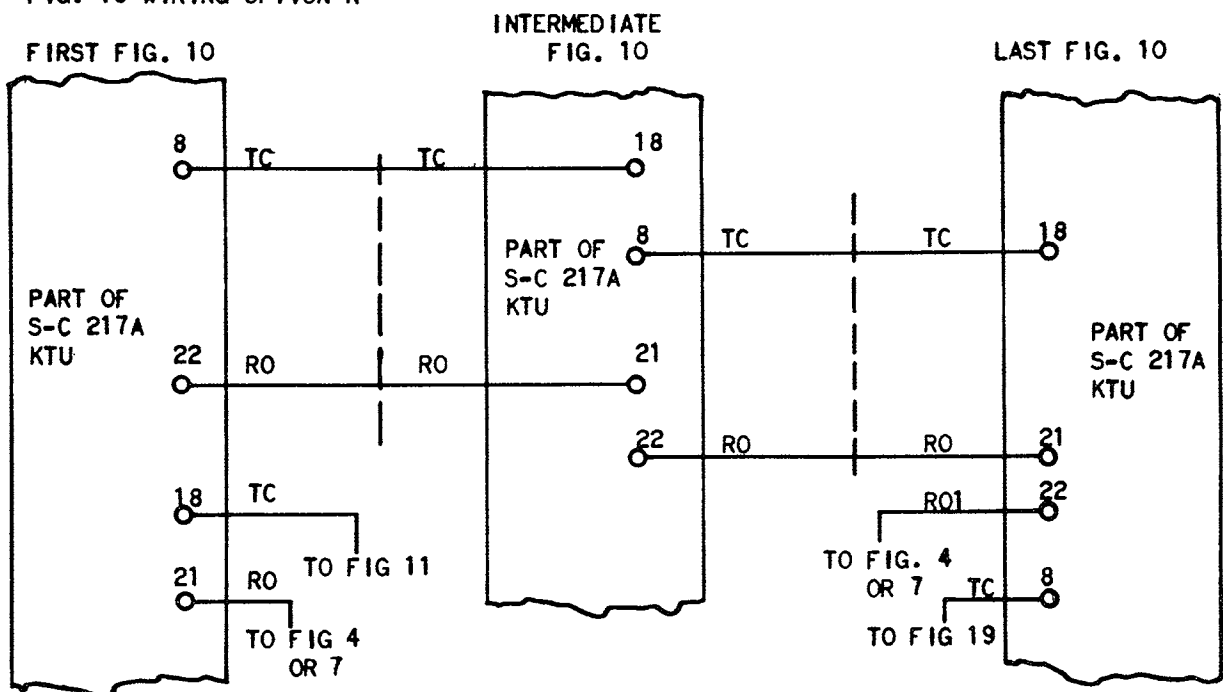 FIRST FIG. 10
INTERMEDIATE
FIG. 10
LAST FIG. 10
8
TC
TC
18
8
TC
TC
18
PART OF
S-C 217A
KTU
PART OF
S-C 217A
KTU
PART OF
S-C 217A
KTU
22
RO
RO
21
22
RO
RO
21
18
TC
TO FIG 11
RO1
22
TO FIG. 4
OR 7
21
RO
TO FIG 4
OR 7
TC
8
TO FIG 19